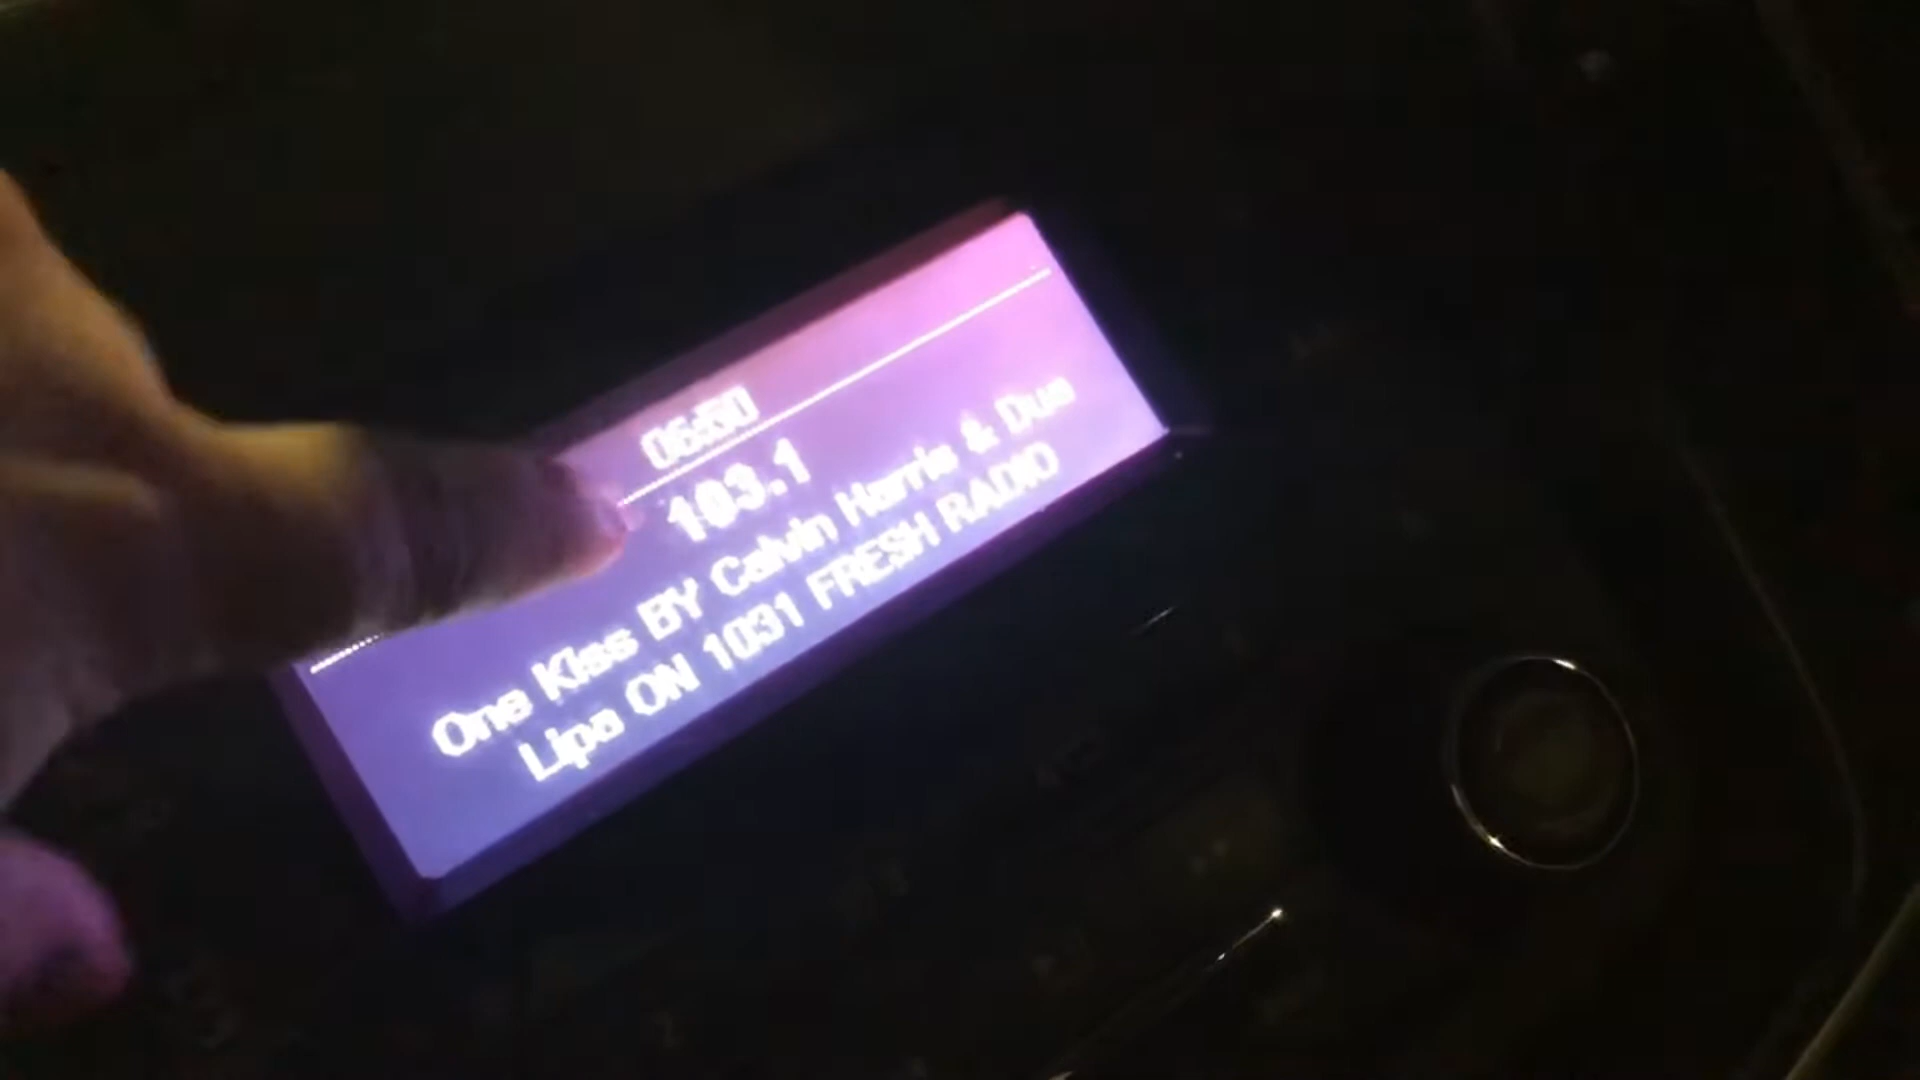 06:50
103.1
One Kiss BY Calvin Harris & Dua
Lipa ON 1031 FRESH RADIO